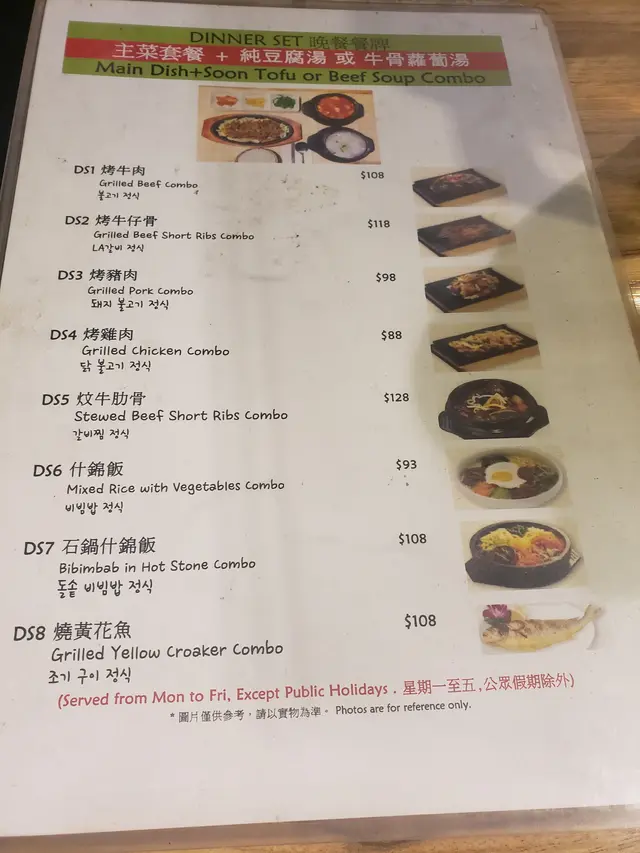 DINNER SET 晚餐餐牌
主菜套餐 + 純豆腐湯 或 牛骨蘿蔔湯
Main Dish+Soon Tofu or Beef Soup Combo
DS1 烤牛肉 $108
Grilled Beef Combo
불고기 정식
DS2 烤牛仔骨 $118
Grilled Beef Short Ribs Combo
LA갈비 정식
DS3 烤豬肉 $98
Grilled Pork Combo
돼지 불고기 정식
DS4 烤雞肉 $88
Grilled Chicken Combo
닭 불고기 정식
DS5 炆牛肋骨 $128
Stewed Beef Short Ribs Combo
갈비찜 정식
DS6 什錦飯 $93
Mixed Rice with Vegetables Combo
비빔밥 정식
DS7 石鍋什錦飯 $108
Bibimbab in Hot Stone Combo
돌솥 비빔밥 정식
DS8 燒黃花魚 $108
Grilled Yellow Croaker Combo
조기 구이 정식
(Served from Mon to Fri, Except Public Holidays . 星期一至五 ,公眾假期除外)
* 圖片僅供參考，請以實物為準。 Photos are for reference only.